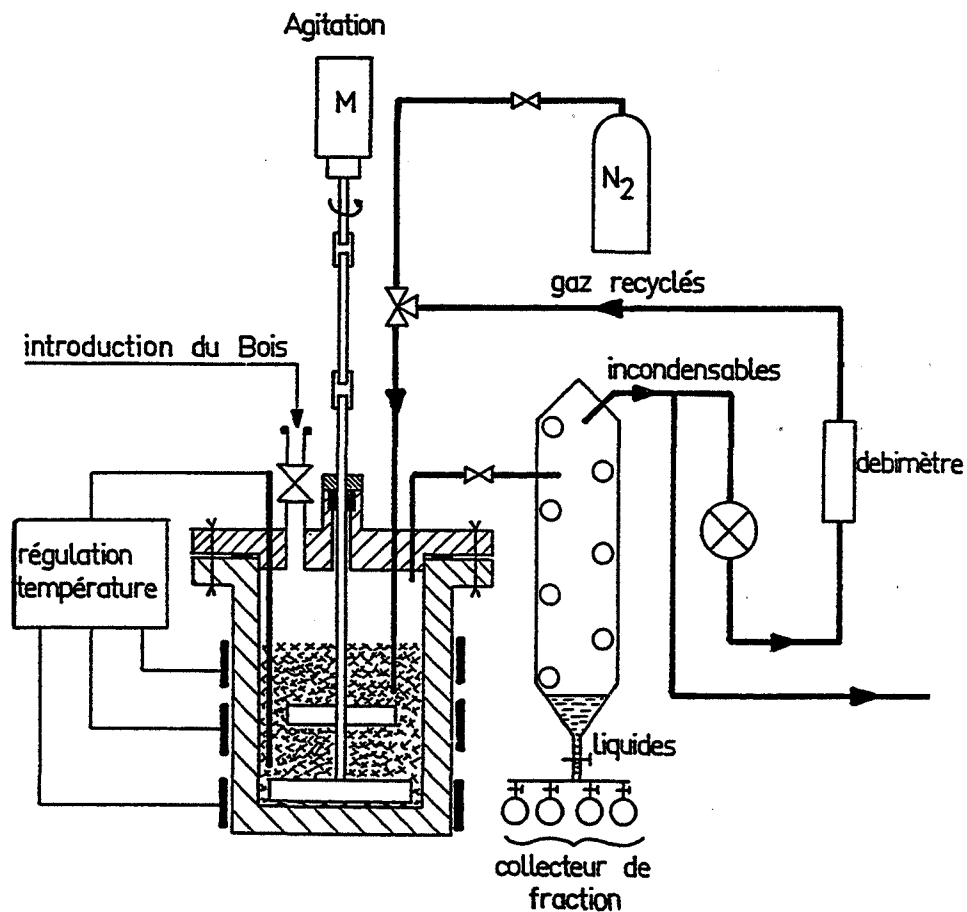 Agitation
M
N2
gaz recyclés
introduction du Bois
incondensables
debimètre
régulation
température
liquides
collecteur de
fraction